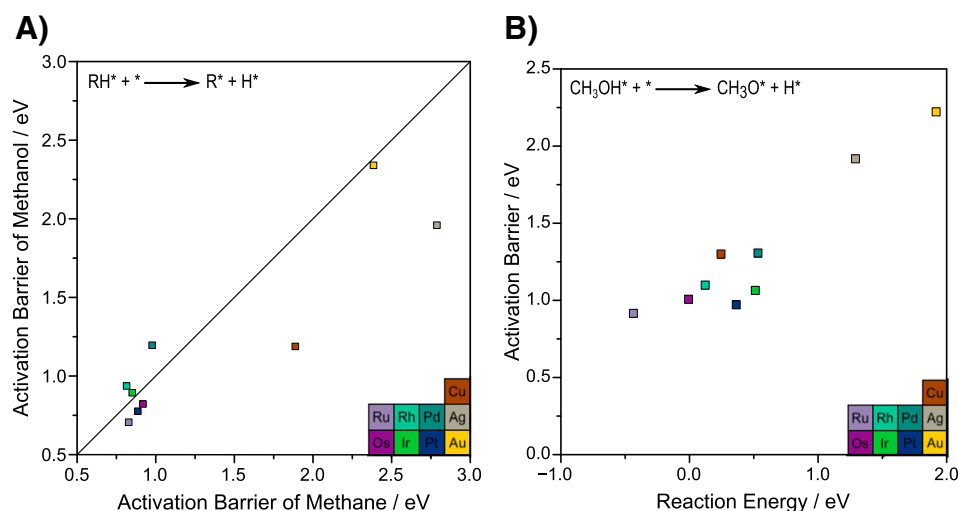 A)
Activation Barrier of Methanol / eV
3.0
2.5
2.0
1.5
1.0
0.5
RH* + * ⟶ R* + H*
Cu
Ru Rh Pd Ag
Os Ir Pt Au
0.5 1.0 1.5 2.0 2.5 3.0
Activation Barrier of Methane / eV
B)
Activation Barrier / eV
2.5
2.0
1.5
1.0
0.5
0.0
CH₃OH* + * ⟶ CH₃O* + H*
Cu
Ru Rh Pd Ag
Os Ir Pt Au
−1.0 0.0 1.0 2.0
Reaction Energy / eV